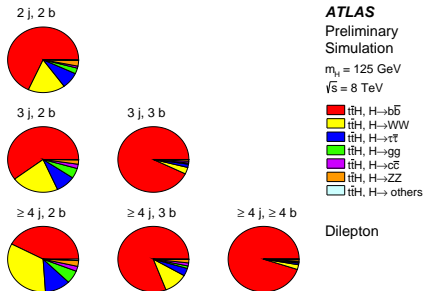 2 j, 2 b
3 j, 2 b
3 j, 3 b
≥ 4 j, 2 b
≥ 4 j, 3 b
≥ 4 j, ≥ 4 b
ATLAS
Preliminary
Simulation
m_H = 125 GeV
√s = 8 TeV
tt̄H, H→bb̄
tt̄H, H→WW
tt̄H, H→ττ̄
tt̄H, H→gg
tt̄H, H→cc̄
tt̄H, H→ZZ
tt̄H, H→ others
Dilepton